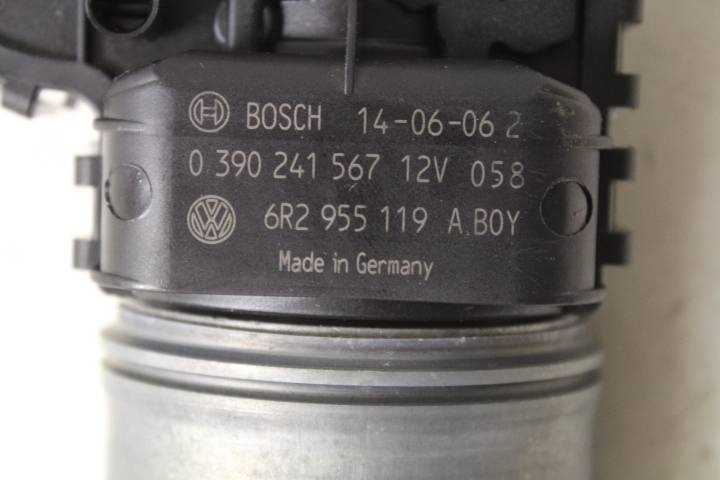 BOSCH 14-06-06 2
0 390 241 567 12V 058
6R2 955 119 A.BOY
Made in Germany